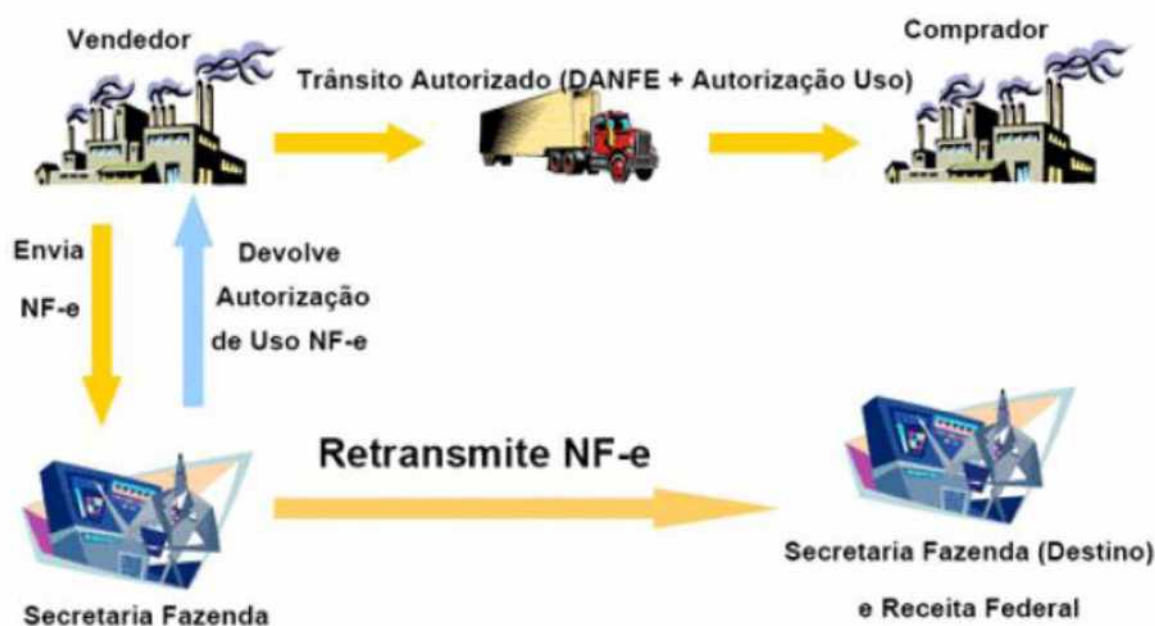 Vendedor
Comprador
Trânsito Autorizado (DANFE + Autorização Uso)
Envia
NF-e
Devolve
Autorização
de Uso NF-e
Retransmite NF-e
Secretaria Fazenda
Secretaria Fazenda (Destino)
e Receita Federal